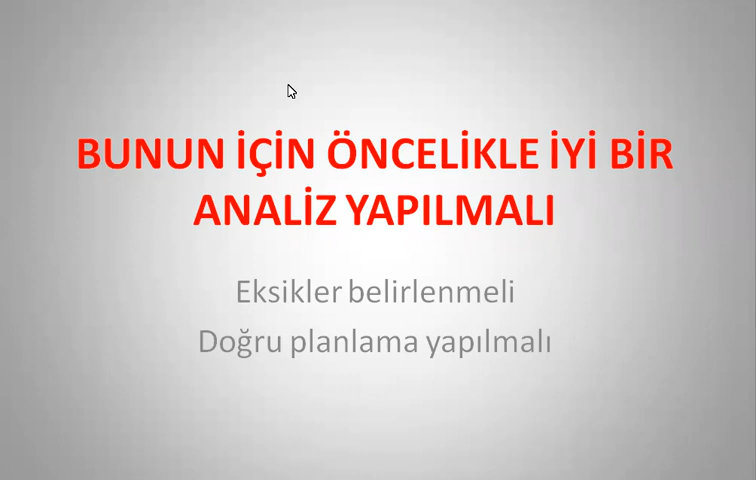 BUNUN İÇİN ÖNCELİKLE İYİ BİR
ANALİZ YAPILMALI
Eksikler belirlenmeli
Doğru planlama yapılmalı